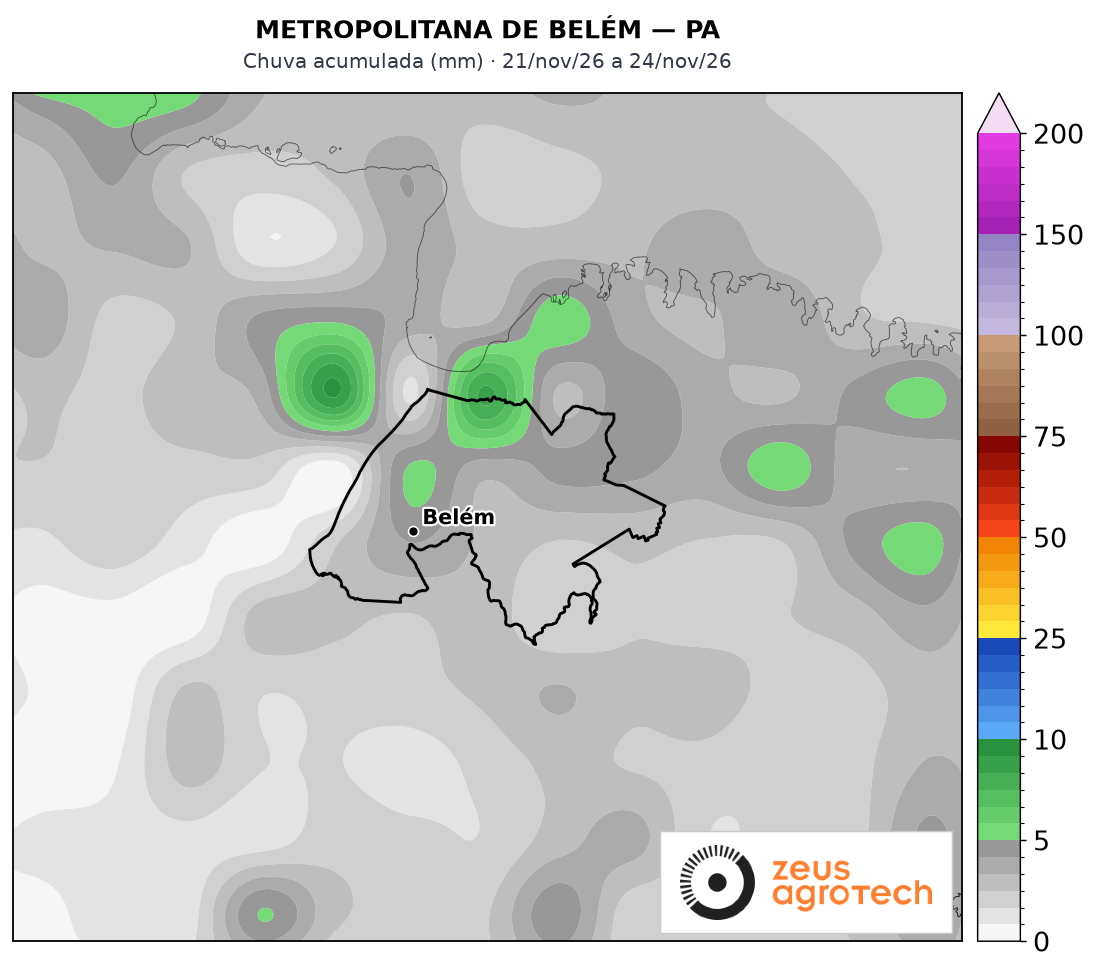 METROPOLITANA DE BELÉM — PA
Chuva acumulada (mm) · 21/nov/26 a 24/nov/26
200
150
100
75
50
25
10
5
0
Belém
zeus
agrotech